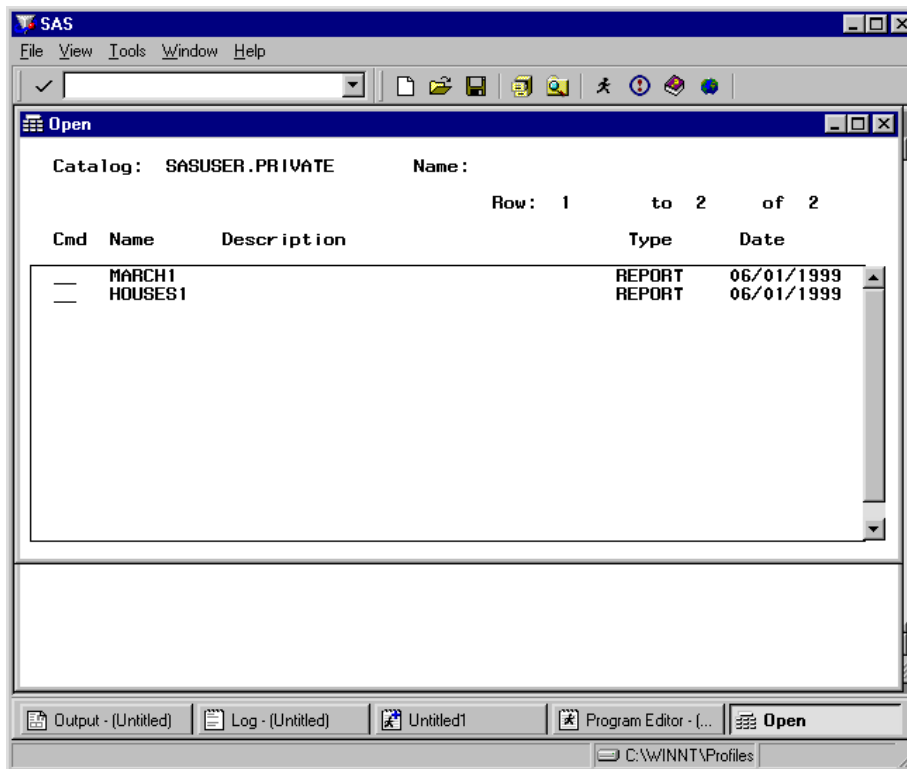 SAS
File View Tools Window Help
Open
Catalog: SASUSER.PRIVATE Name:
Row: 1 to 2 of 2
Cmd Name Description Type Date
MARCH1 REPORT 06/01/1999
HOUSES1 REPORT 06/01/1999
Output - (Untitled) Log - (Untitled) Untitled1 Program Editor - (... Open
C:\WINNT\Profiles